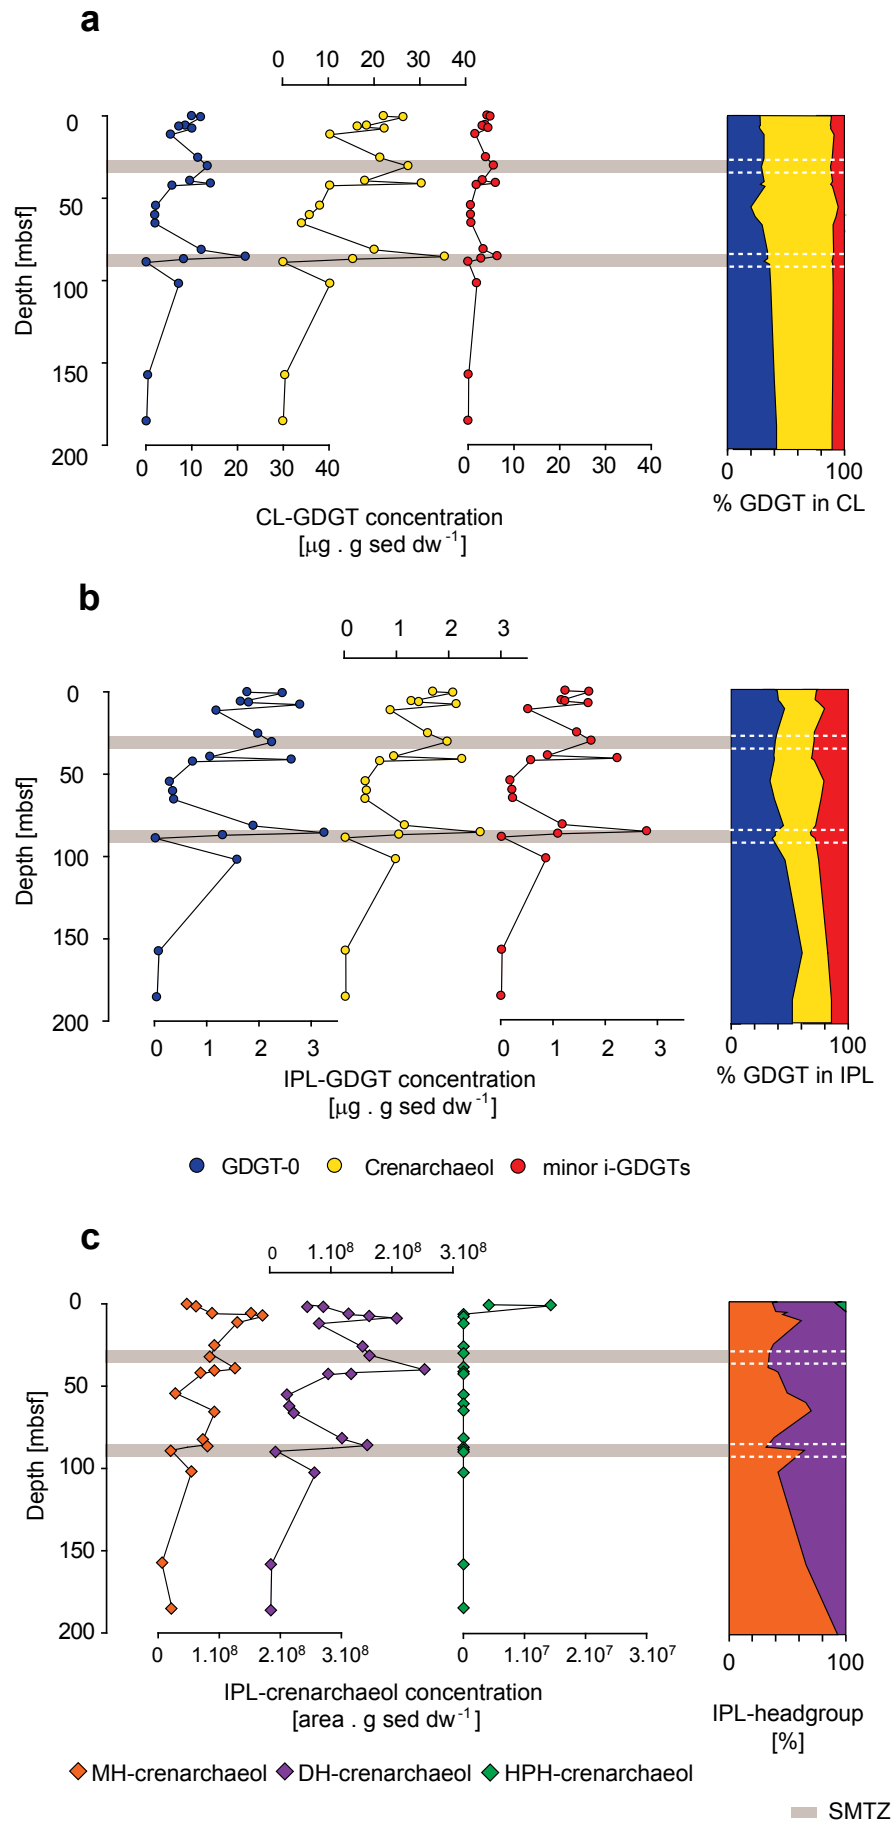 a
0 10 20 30 40
0
50
100
150
200
Depth [mbsf]
0 10 20 30 40
0 10 20 30 40
CL-GDGT concentration
[µg . g sed dw⁻¹]
0 100
% GDGT in CL
b
0 1 2 3
0
50
100
150
200
Depth [mbsf]
0 1 2 3
0 1 2 3
IPL-GDGT concentration
[µg . g sed dw⁻¹]
0 100
% GDGT in IPL
GDGT-0 Crenarchaeol minor i-GDGTs
c
0 1.10⁸ 2.10⁸ 3.10⁸
0
50
100
150
200
Depth [mbsf]
0 1.10⁸ 2.10⁸ 3.10⁸
0 1.10⁷ 2.10⁷ 3.10⁷
IPL-crenarchaeol concentration
[area . g sed dw⁻¹]
0 100
IPL-headgroup
[%]
MH-crenarchaeol DH-crenarchaeol HPH-crenarchaeol
SMTZ